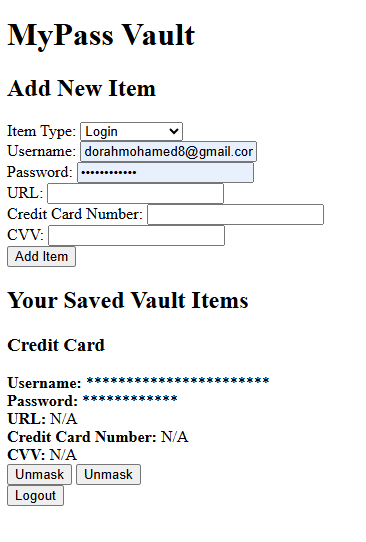 MyPass Vault
Add New Item
Item Type: Login
Username: dorahmohamed8@gmail.cor
Password: ••••••••••••
URL:
Credit Card Number:
CVV:
Add Item
Your Saved Vault Items
Credit Card
Username: ***********************
Password: ************
URL: N/A
Credit Card Number: N/A
CVV: N/A
Unmask Unmask
Logout